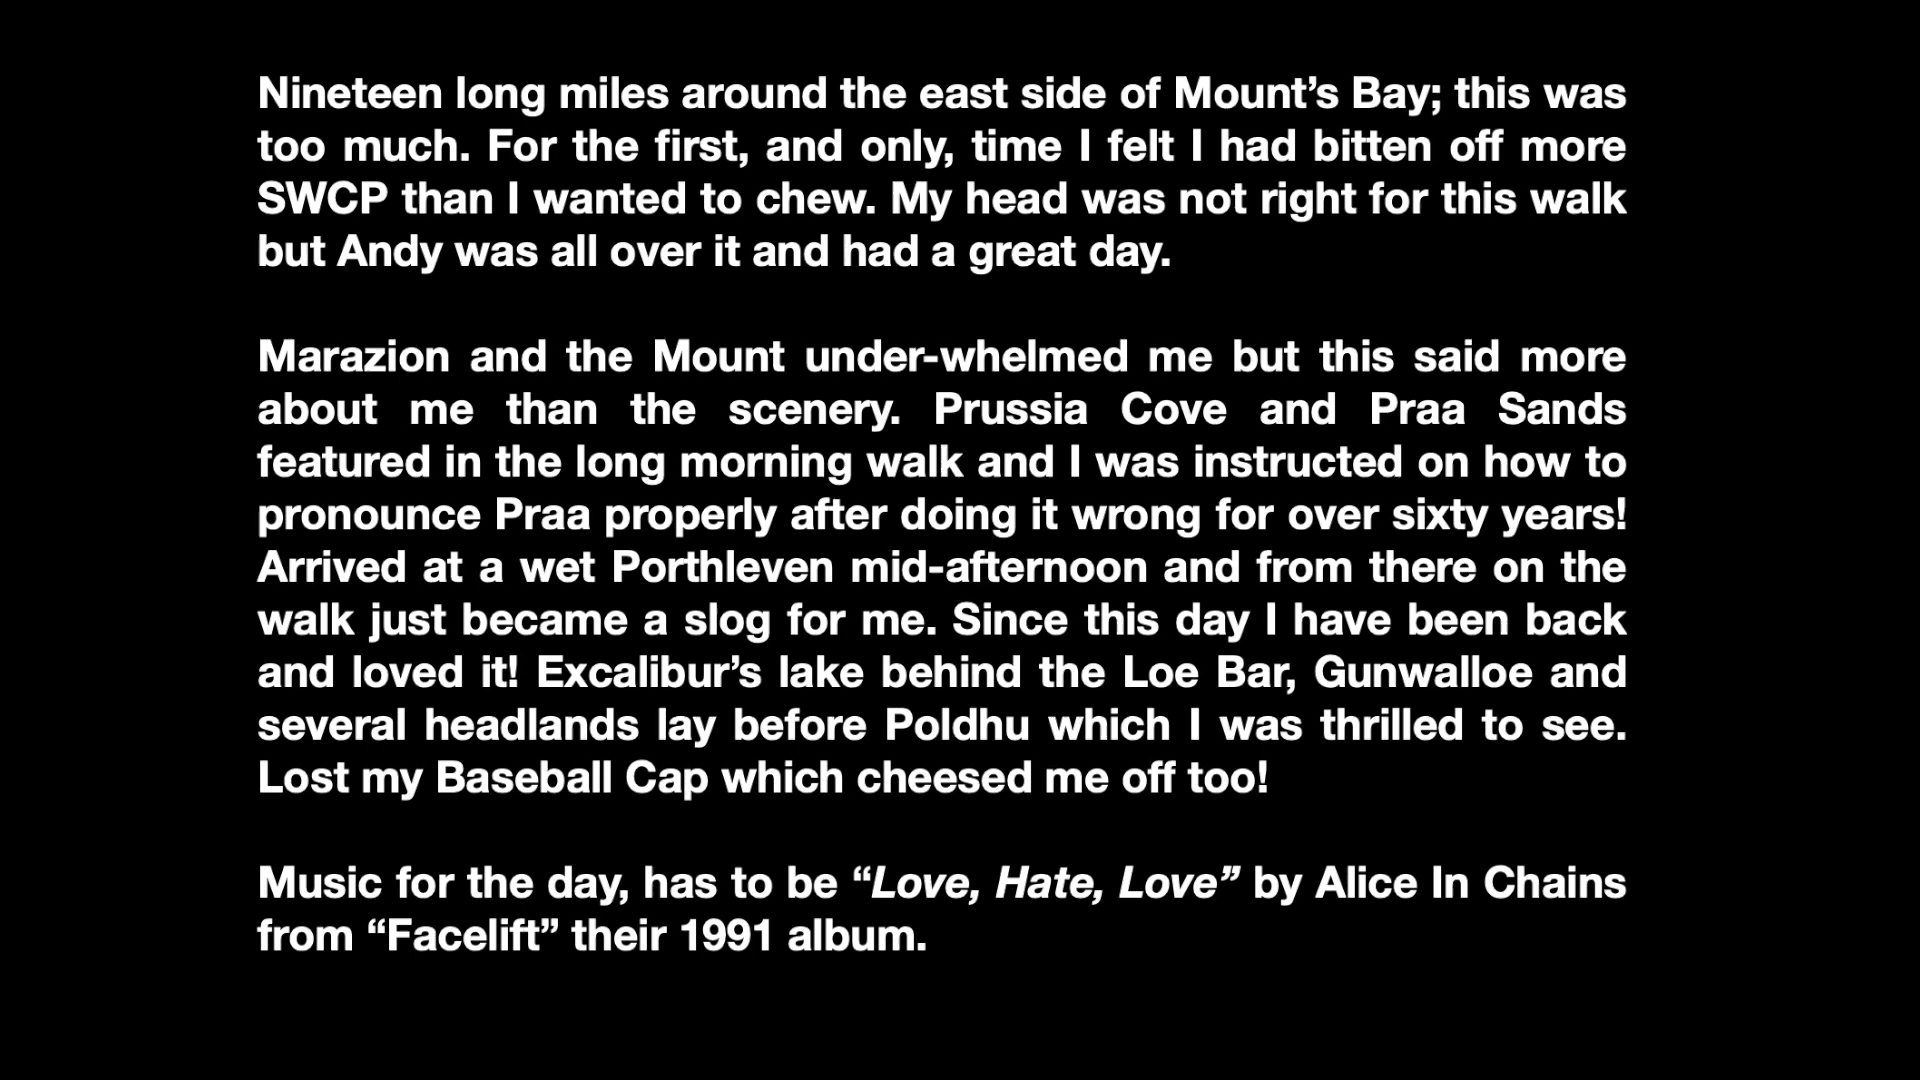 Nineteen long miles around the east side of Mount’s Bay; this was
too much. For the first, and only, time I felt I had bitten off more
SWCP than I wanted to chew. My head was not right for this walk
but Andy was all over it and had a great day.
Marazion and the Mount under-whelmed me but this said more
about me than the scenery. Prussia Cove and Praa Sands
featured in the long morning walk and I was instructed on how to
pronounce Praa properly after doing it wrong for over sixty years!
Arrived at a wet Porthleven mid-afternoon and from there on the
walk just became a slog for me. Since this day I have been back
and loved it! Excalibur’s lake behind the Loe Bar, Gunwalloe and
several headlands lay before Poldhu which I was thrilled to see.
Lost my Baseball Cap which cheesed me off too!
Music for the day, has to be “Love, Hate, Love” by Alice In Chains
from “Facelift” their 1991 album.